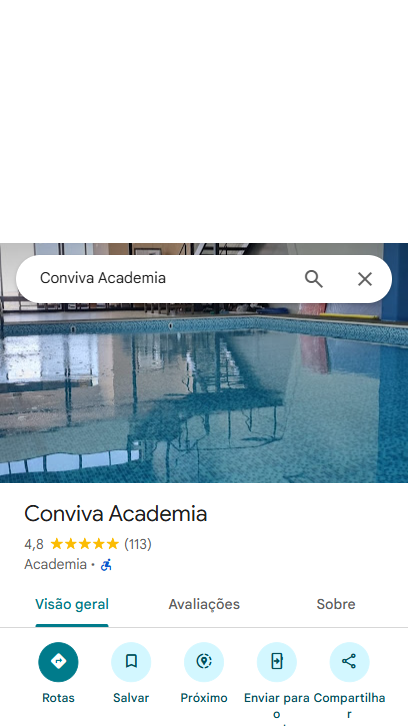 Conviva Academia
Conviva Academia
4,8 (113)
Academia ·
Visão geral Avaliações Sobre
Rotas Salvar Próximo Enviar para o Compartilhar